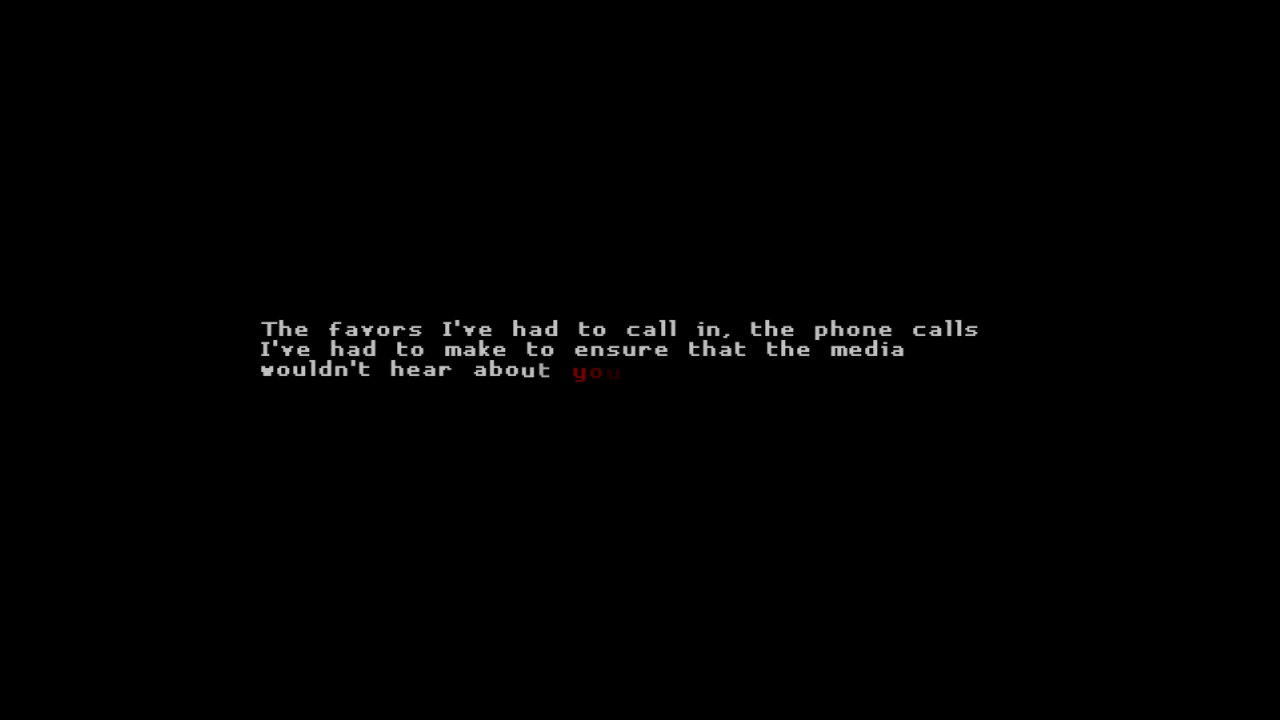 The favors I've had to call in, the phone calls
I've had to make to ensure that the media
wouldn't hear about you